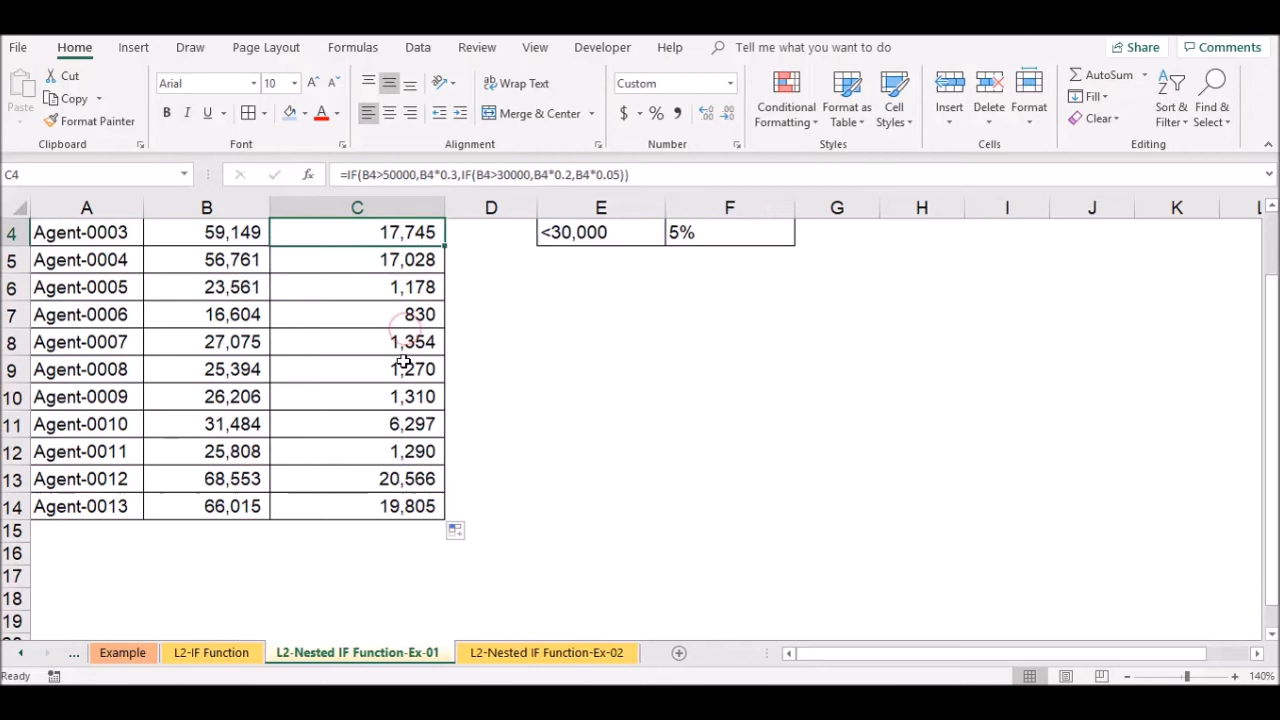 File Home Insert Draw Page Layout Formulas Data Review View Developer Help Tell me what you want to do Share Comments
Paste Cut Copy Format Painter Clipboard
Arial 10 B I U Font
Wrap Text Merge & Center Alignment
Custom $ % Number
Conditional Formatting Format as Table Cell Styles Styles
Insert Delete Format Cells
AutoSum Fill Clear Sort & Filter Find & Select Editing
C4 fx =IF(B4>50000,B4*0.3,IF(B4>30000,B4*0.2,B4*0.05))
A B C D E F G H I J K L
4 Agent-0003 59,149 17,745 <30,000 5%
5 Agent-0004 56,761 17,028
6 Agent-0005 23,561 1,178
7 Agent-0006 16,604 830
8 Agent-0007 27,075 1,354
9 Agent-0008 25,394 1,270
10 Agent-0009 26,206 1,310
11 Agent-0010 31,484 6,297
12 Agent-0011 25,808 1,290
13 Agent-0012 68,553 20,566
14 Agent-0013 66,015 19,805
15
16
17
18
19
... Example L2-IF Function L2-Nested IF Function-Ex-01 L2-Nested IF Function-Ex-02
Ready 140%